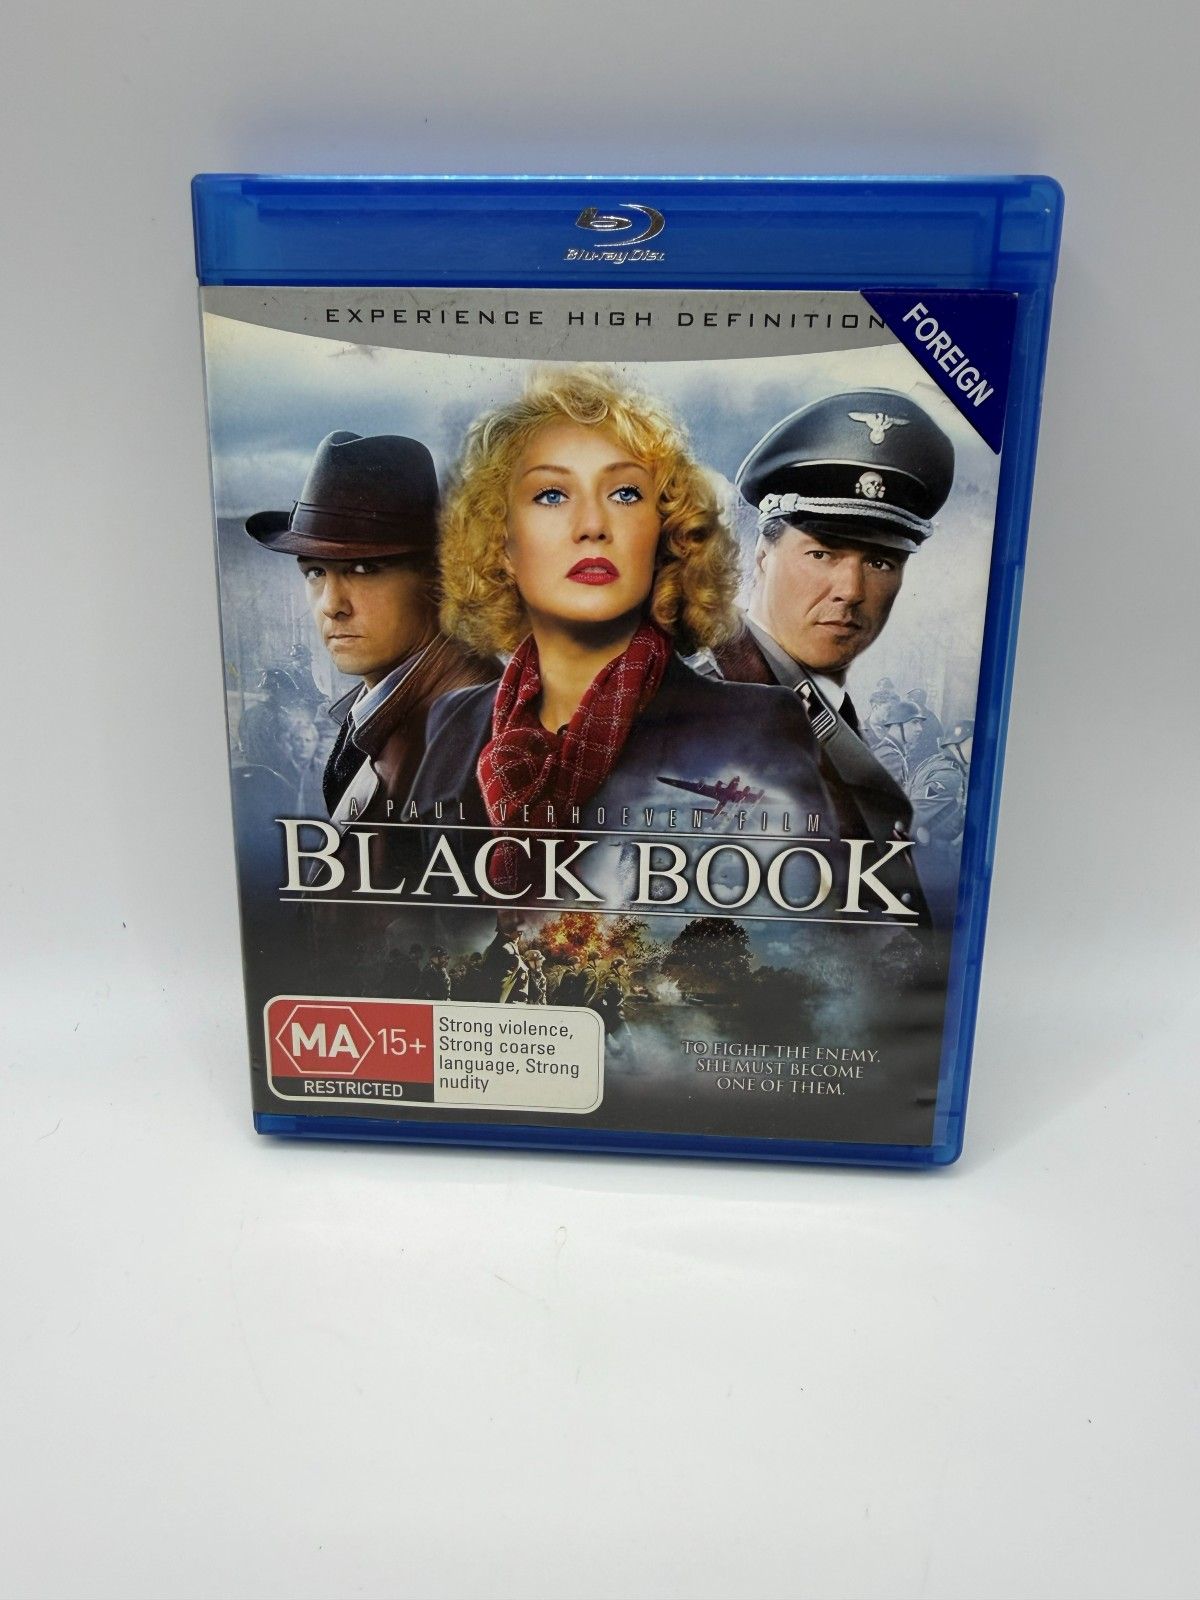 Blu-ray Disc
EXPERIENCE HIGH DEFINITION
FOREIGN
A PAUL VERHOEVEN FILM
BLACK BOOK
MA 15+
RESTRICTED
Strong violence,
Strong coarse
language, Strong
nudity
TO FIGHT THE ENEMY.
SHE MUST BECOME
ONE OF THEM.